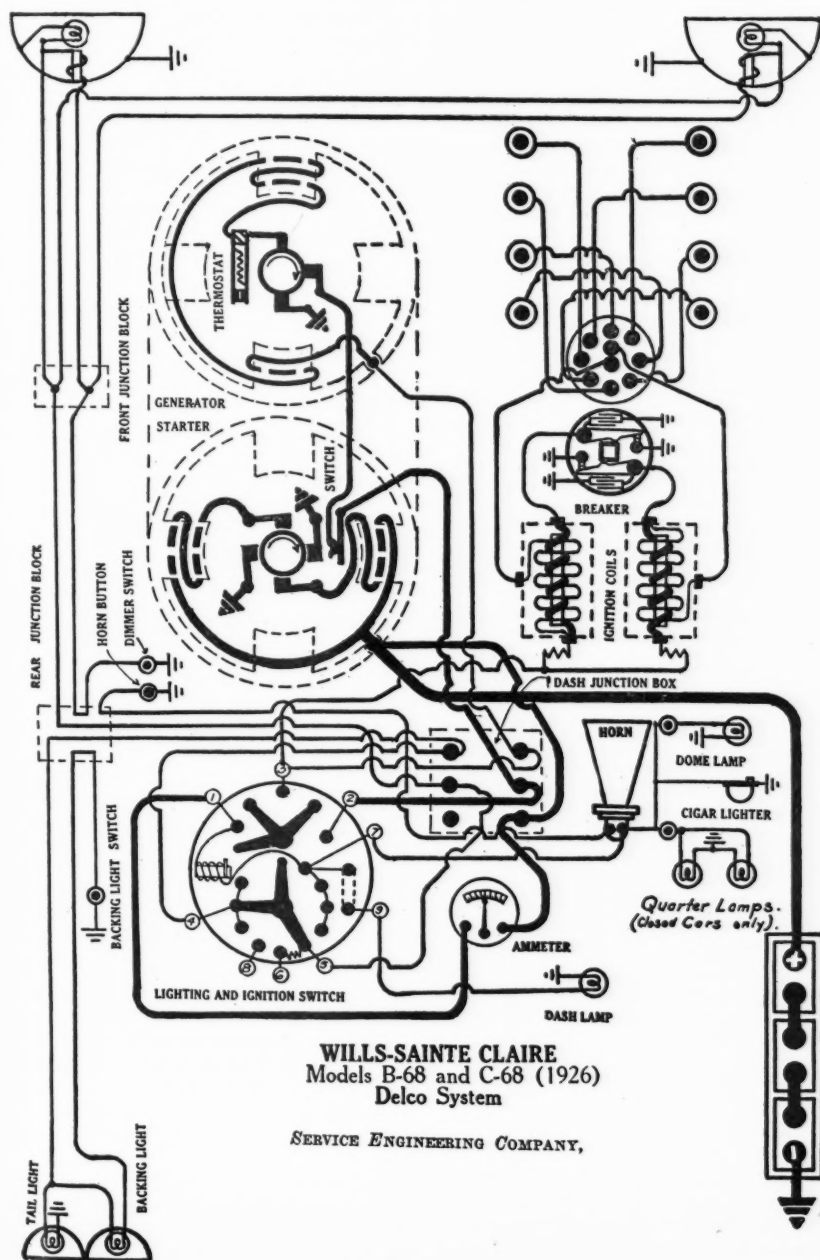 THERMOSTAT
FRONT JUNCTION BLOCK
GENERATOR
STARTER
SWITCH
BREAKER
IGNITION COILS
REAR JUNCTION BLOCK
HORN BUTTON
DIMMER SWITCH
DASH JUNCTION BOX
HORN
DOME LAMP
CIGAR LIGHTER
Quarter Lamps.
(Closed Cars only).
3
1
2
7
4
9
8
6
5
BACKING LIGHT SWITCH
AMMETER
LIGHTING AND IGNITION SWITCH
DASH LAMP
+
WILLS-SAINTE CLAIRE
Models B-68 and C-68 (1926)
Delco System
SERVICE ENGINEERING COMPANY,
−
TAIL LIGHT
BACKING LIGHT